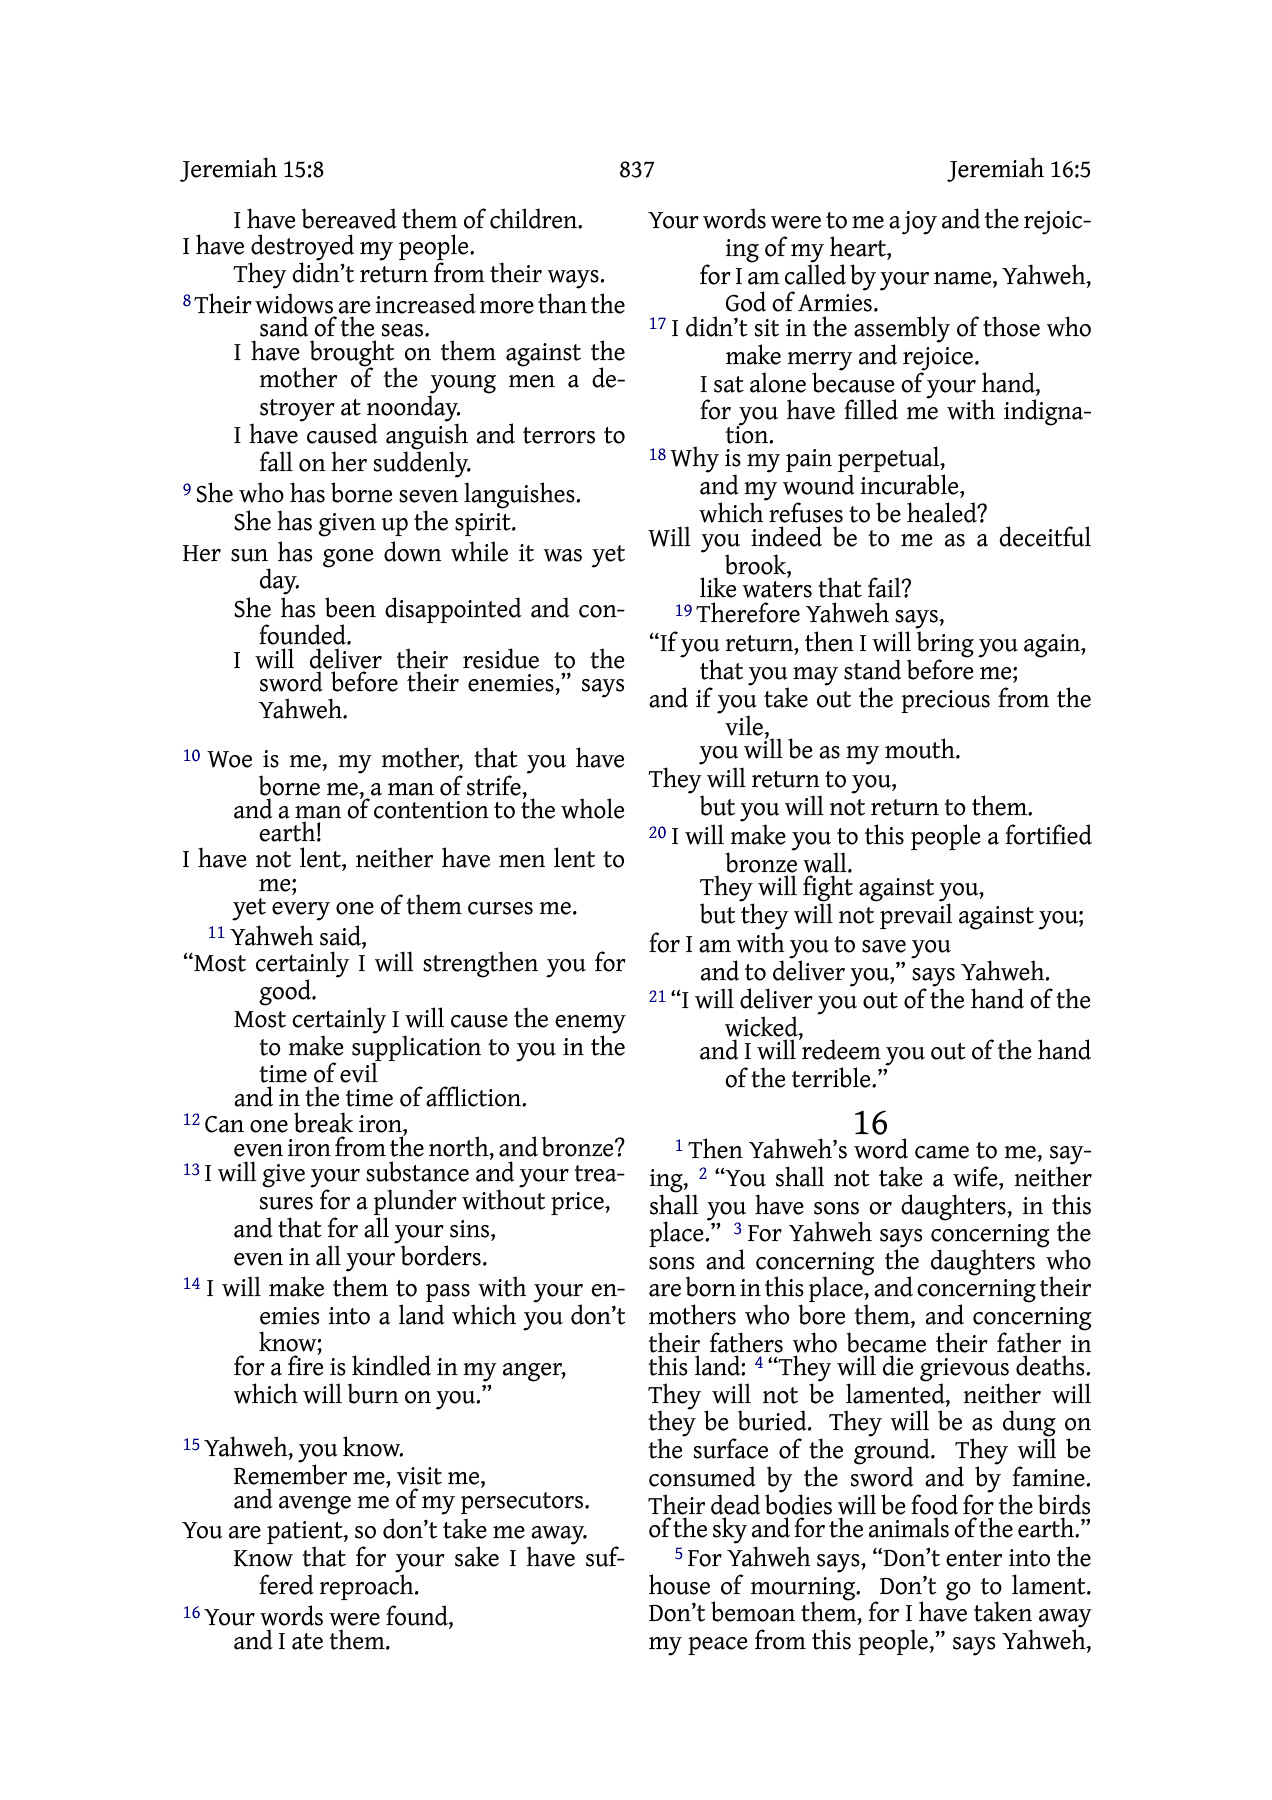 Jeremiah 15:8 837 Jeremiah 16:5
I have bereaved them of children.
I have destroyed my people.
They didn’t return from their ways.
8 Their widows are increased more than the
sand of the seas.
I have brought on them against the
mother of the young men a de-
stroyer at noonday.
I have caused anguish and terrors to
fall on her suddenly.
9 She who has borne seven languishes.
She has given up the spirit.
Her sun has gone down while it was yet
day.
She has been disappointed and con-
founded.
I will deliver their residue to the
sword before their enemies,” says
Yahweh.
10 Woe is me, my mother, that you have
borne me, a man of strife,
and a man of contention to the whole
earth!
I have not lent, neither have men lent to
me;
yet every one of them curses me.
11 Yahweh said,
“Most certainly I will strengthen you for
good.
Most certainly I will cause the enemy
to make supplication to you in the
time of evil
and in the time of affliction.
12 Can one break iron,
even iron from the north, and bronze?
13 I will give your substance and your trea-
sures for a plunder without price,
and that for all your sins,
even in all your borders.
14 I will make them to pass with your en-
emies into a land which you don’t
know;
for a fire is kindled in my anger,
which will burn on you.”
15 Yahweh, you know.
Remember me, visit me,
and avenge me of my persecutors.
You are patient, so don’t take me away.
Know that for your sake I have suf-
fered reproach.
16 Your words were found,
and I ate them.
Your words were to me a joy and the rejoic-
ing of my heart,
for I am called by your name, Yahweh,
God of Armies.
17 I didn’t sit in the assembly of those who
make merry and rejoice.
I sat alone because of your hand,
for you have filled me with indigna-
tion.
18 Why is my pain perpetual,
and my wound incurable,
which refuses to be healed?
Will you indeed be to me as a deceitful
brook,
like waters that fail?
19 Therefore Yahweh says,
“If you return, then I will bring you again,
that you may stand before me;
and if you take out the precious from the
vile,
you will be as my mouth.
They will return to you,
but you will not return to them.
20 I will make you to this people a fortified
bronze wall.
They will fight against you,
but they will not prevail against you;
for I am with you to save you
and to deliver you,” says Yahweh.
21 “I will deliver you out of the hand of the
wicked,
and I will redeem you out of the hand
of the terrible.”
16
1 Then Yahweh’s word came to me, say-
ing, 2 “You shall not take a wife, neither
shall you have sons or daughters, in this
place.” 3 For Yahweh says concerning the
sons and concerning the daughters who
are born in this place, and concerning their
mothers who bore them, and concerning
their fathers who became their father in
this land: 4 “They will die grievous deaths.
They will not be lamented, neither will
they be buried. They will be as dung on
the surface of the ground. They will be
consumed by the sword and by famine.
Their dead bodies will be food for the birds
of the sky and for the animals of the earth.”
5 For Yahweh says, “Don’t enter into the
house of mourning. Don’t go to lament.
Don’t bemoan them, for I have taken away
my peace from this people,” says Yahweh,